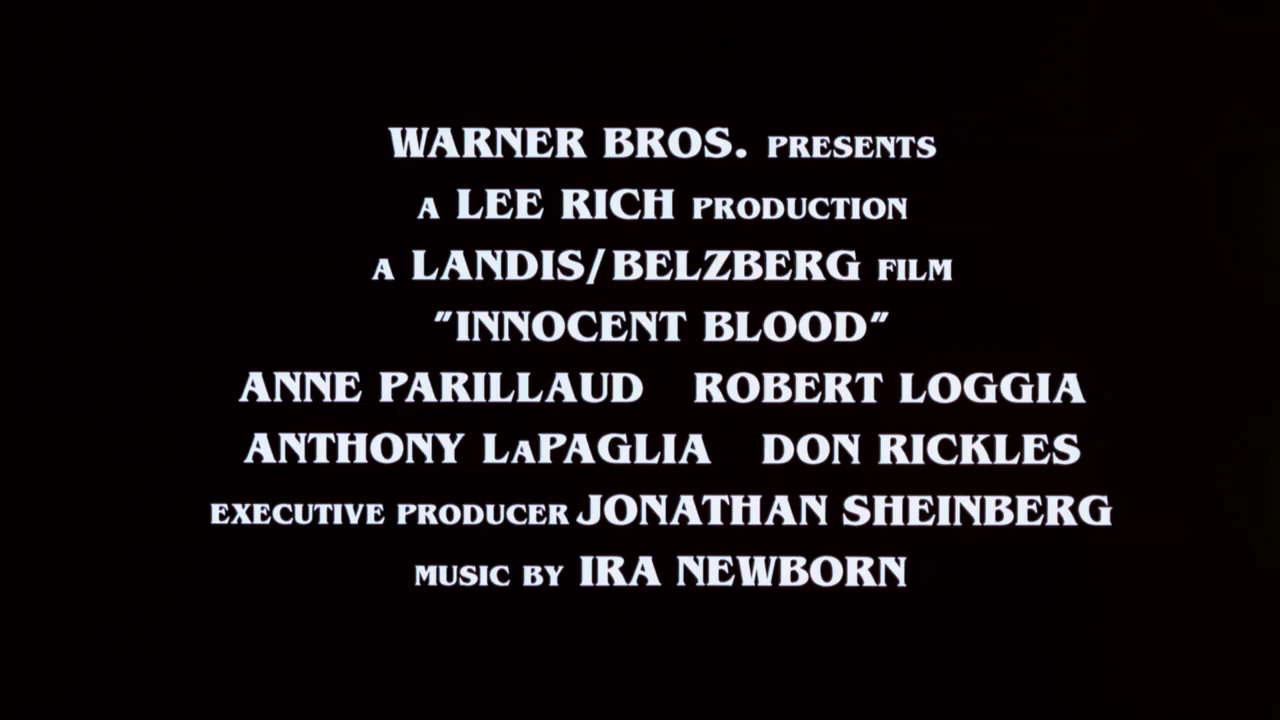 WARNER BROS. PRESENTS
A LEE RICH PRODUCTION
A LANDIS/BELZBERG FILM
"INNOCENT BLOOD"
ANNE PARILLAUD ROBERT LOGGIA
ANTHONY LaPAGLIA DON RICKLES
EXECUTIVE PRODUCER JONATHAN SHEINBERG
MUSIC BY IRA NEWBORN